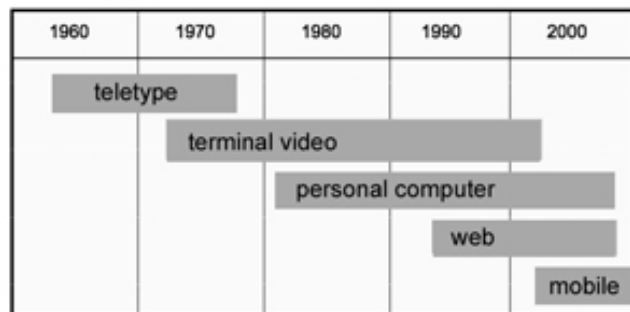 1960 1970 1980 1990 2000
teletype
terminal video
personal computer
web
mobile